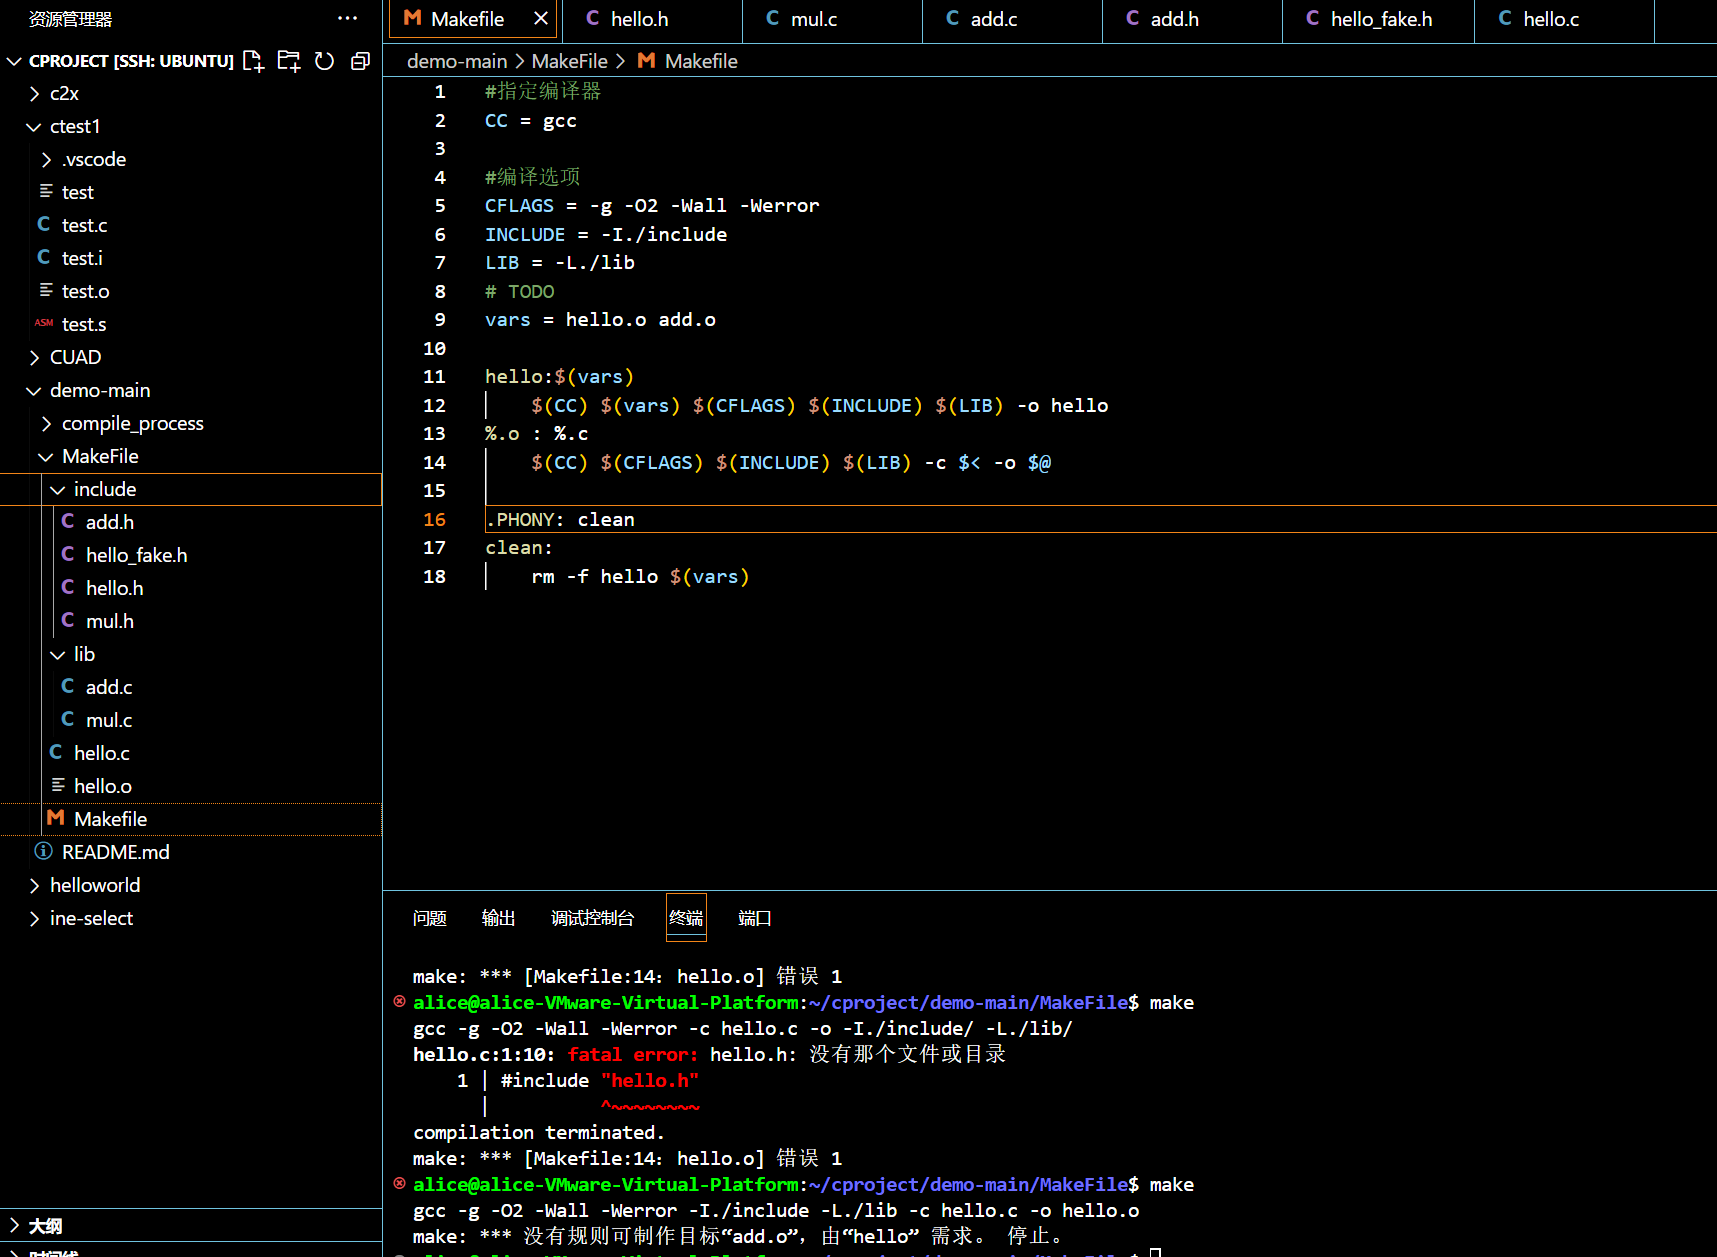 资源管理器
CPROJECT [SSH: UBUNTU]
c2x
ctest1
.vscode
test
C test.c
C test.i
test.o
ASM test.s
CUAD
demo-main
compile_process
MakeFile
include
C add.h
C hello_fake.h
C hello.h
C mul.h
lib
C add.c
C mul.c
C hello.c
hello.o
M Makefile
README.md
helloworld
ine-select
大纲
时间线
M Makefile
C hello.h
C mul.c
C add.c
C add.h
C hello_fake.h
C hello.c
demo-main > MakeFile > M Makefile
1 #指定编译器
2 CC = gcc
3
4 #编译选项
5 CFLAGS = -g -O2 -Wall -Werror
6 INCLUDE = -I./include
7 LIB = -L./lib
8 # TODO
9 vars = hello.o add.o
10
11 hello:$(vars)
12 $(CC) $(vars) $(CFLAGS) $(INCLUDE) $(LIB) -o hello
13 %.o : %.c
14 $(CC) $(CFLAGS) $(INCLUDE) $(LIB) -c $< -o $@
15
16 .PHONY: clean
17 clean:
18 rm -f hello $(vars)
问题 输出 调试控制台 终端 端口
make: *** [Makefile:14：hello.o] 错误 1
alice@alice-VMware-Virtual-Platform:~/cproject/demo-main/MakeFile$ make
gcc -g -O2 -Wall -Werror -c hello.c -o -I./include/ -L./lib/
hello.c:1:10: fatal error: hello.h: 没有那个文件或目录
1 | #include "hello.h"
| ^~~~~~~~~
compilation terminated.
make: *** [Makefile:14：hello.o] 错误 1
alice@alice-VMware-Virtual-Platform:~/cproject/demo-main/MakeFile$ make
gcc -g -O2 -Wall -Werror -I./include -L./lib -c hello.c -o hello.o
make: *** 没有规则可制作目标“add.o”，由“hello” 需求。 停止。
alice@alice-VMware-Virtual-Platform:~/cproject/demo-main/MakeFile$